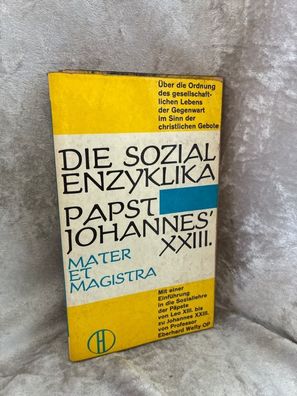 Über die Ordnung
des gesellschaft-
lichen Lebens
der Gegenwart
im Sinn der
christlichen Gebote
DIE SOZIAL
ENZYKLIKA
PAPST
JOHANNES'
XXIII.
MATER
ET
MAGISTRA
Mit einer
Einführung
in die Soziallehre
der Päpste
von Leo XIII. bis
zu Johannes XXIII.
von Professor
Eberhard Welty OP
H